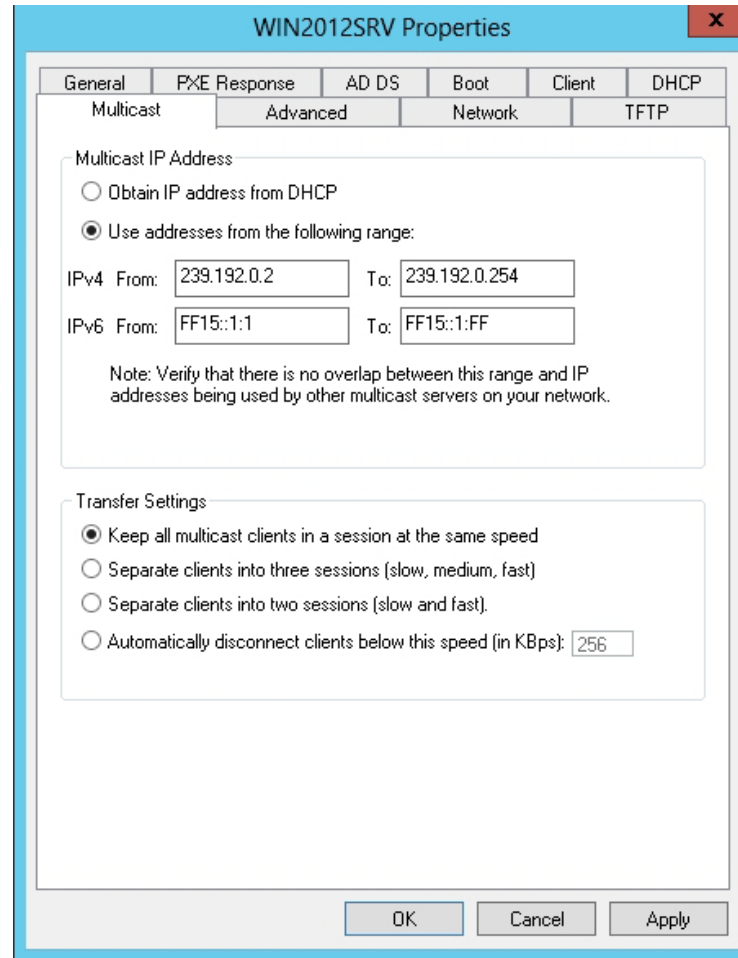 WIN2012SRV Properties
x
General PXE Response AD DS Boot Client DHCP
Multicast Advanced Network TFTP
Multicast IP Address
Obtain IP address from DHCP
Use addresses from the following range:
IPv4 From: 239.192.0.2 To: 239.192.0.254
IPv6 From: FF15::1:1 To: FF15::1:FF
Note: Verify that there is no overlap between this range and IP
addresses being used by other multicast servers on your network.
Transfer Settings
Keep all multicast clients in a session at the same speed
Separate clients into three sessions (slow, medium, fast)
Separate clients into two sessions (slow and fast).
Automatically disconnect clients below this speed (in KBps): 256
OK Cancel Apply